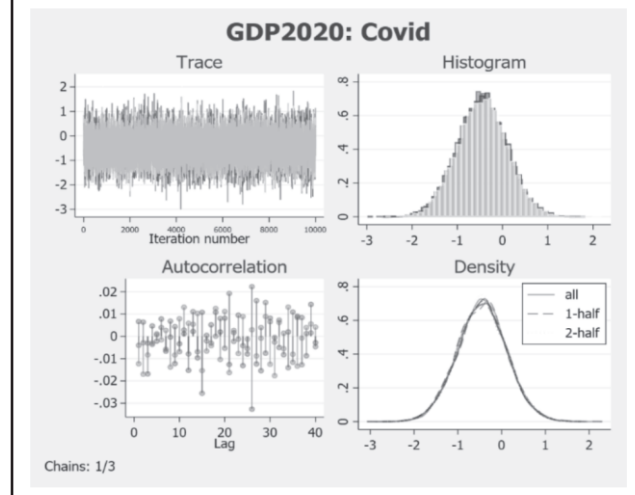 GDP2020: Covid
Trace
2
1
0
-1
-2
-3
0 2000 4000 6000 8000 10000
Iteration number
Histogram
.8
.6
.4
.2
0
-3 -2 -1 0 1 2
Autocorrelation
.02
.01
0
-.01
-.02
-.03
0 10 20 30 40
Lag
Density
.8
.6
.4
.2
0
-3 -2 -1 0 1 2
all
1-half
2-half
Chains: 1/3